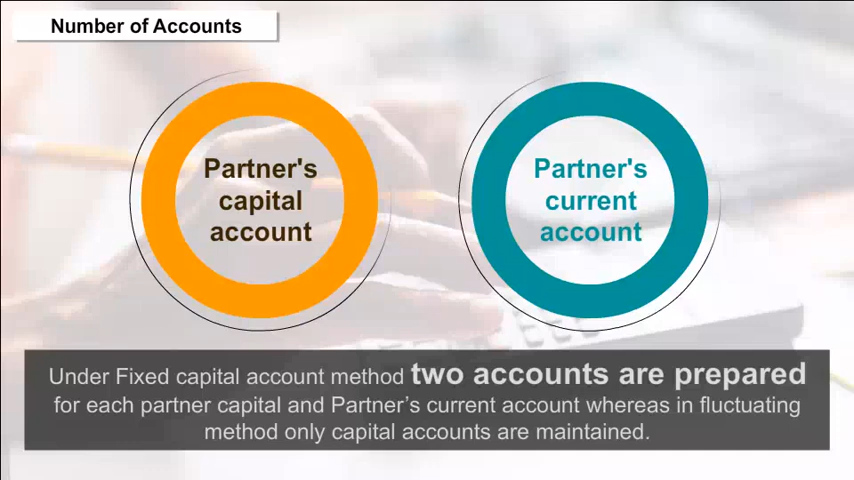 Number of Accounts
Partner's
capital
account
Partner's
current
account
Under Fixed capital account method two accounts are prepared
for each partner capital and Partner’s current account whereas in fluctuating
method only capital accounts are maintained.